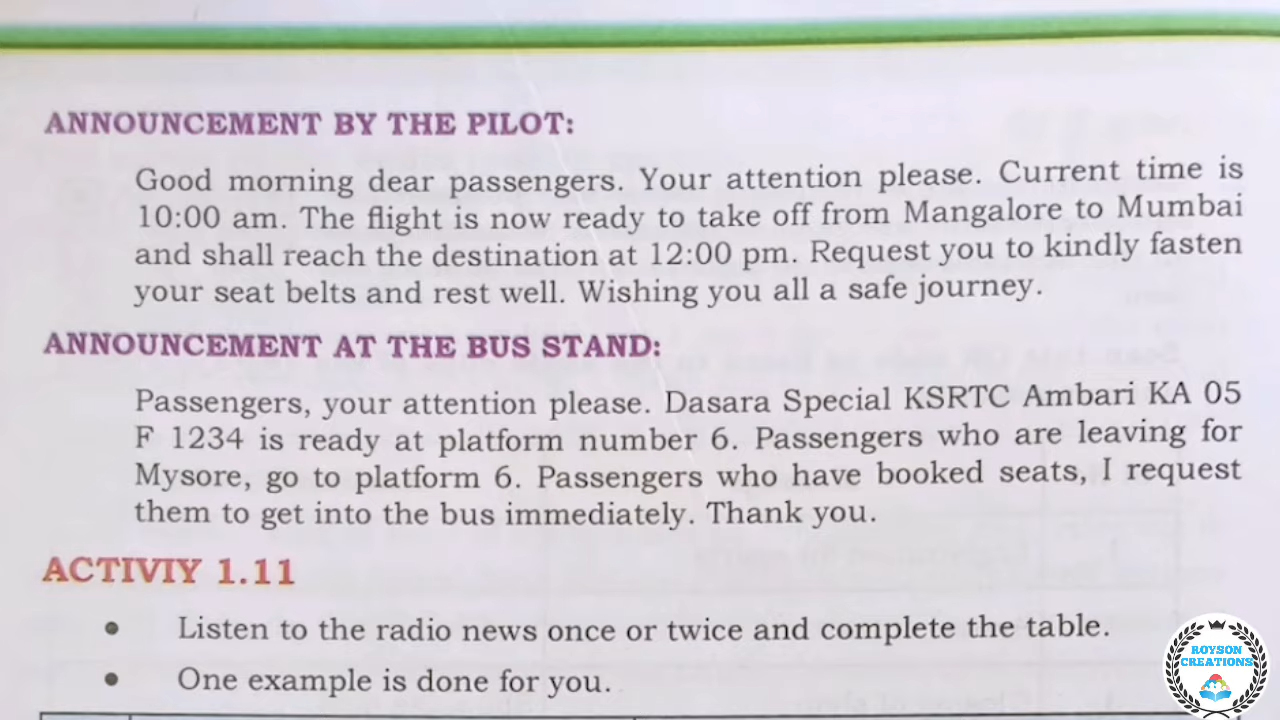 ANNOUNCEMENT BY THE PILOT:
Good morning dear passengers. Your attention please. Current time is
10:00 am. The flight is now ready to take off from Mangalore to Mumbai
and shall reach the destination at 12:00 pm. Request you to kindly fasten
your seat belts and rest well. Wishing you all a safe journey.
ANNOUNCEMENT AT THE BUS STAND:
Passengers, your attention please. Dasara Special KSRTC Ambari KA 05
F 1234 is ready at platform number 6. Passengers who are leaving for
Mysore, go to platform 6. Passengers who have booked seats, I request
them to get into the bus immediately. Thank you.
ACTIVIY 1.11
• Listen to the radio news once or twice and complete the table.
• One example is done for you.
ROYSON
CREATIONS